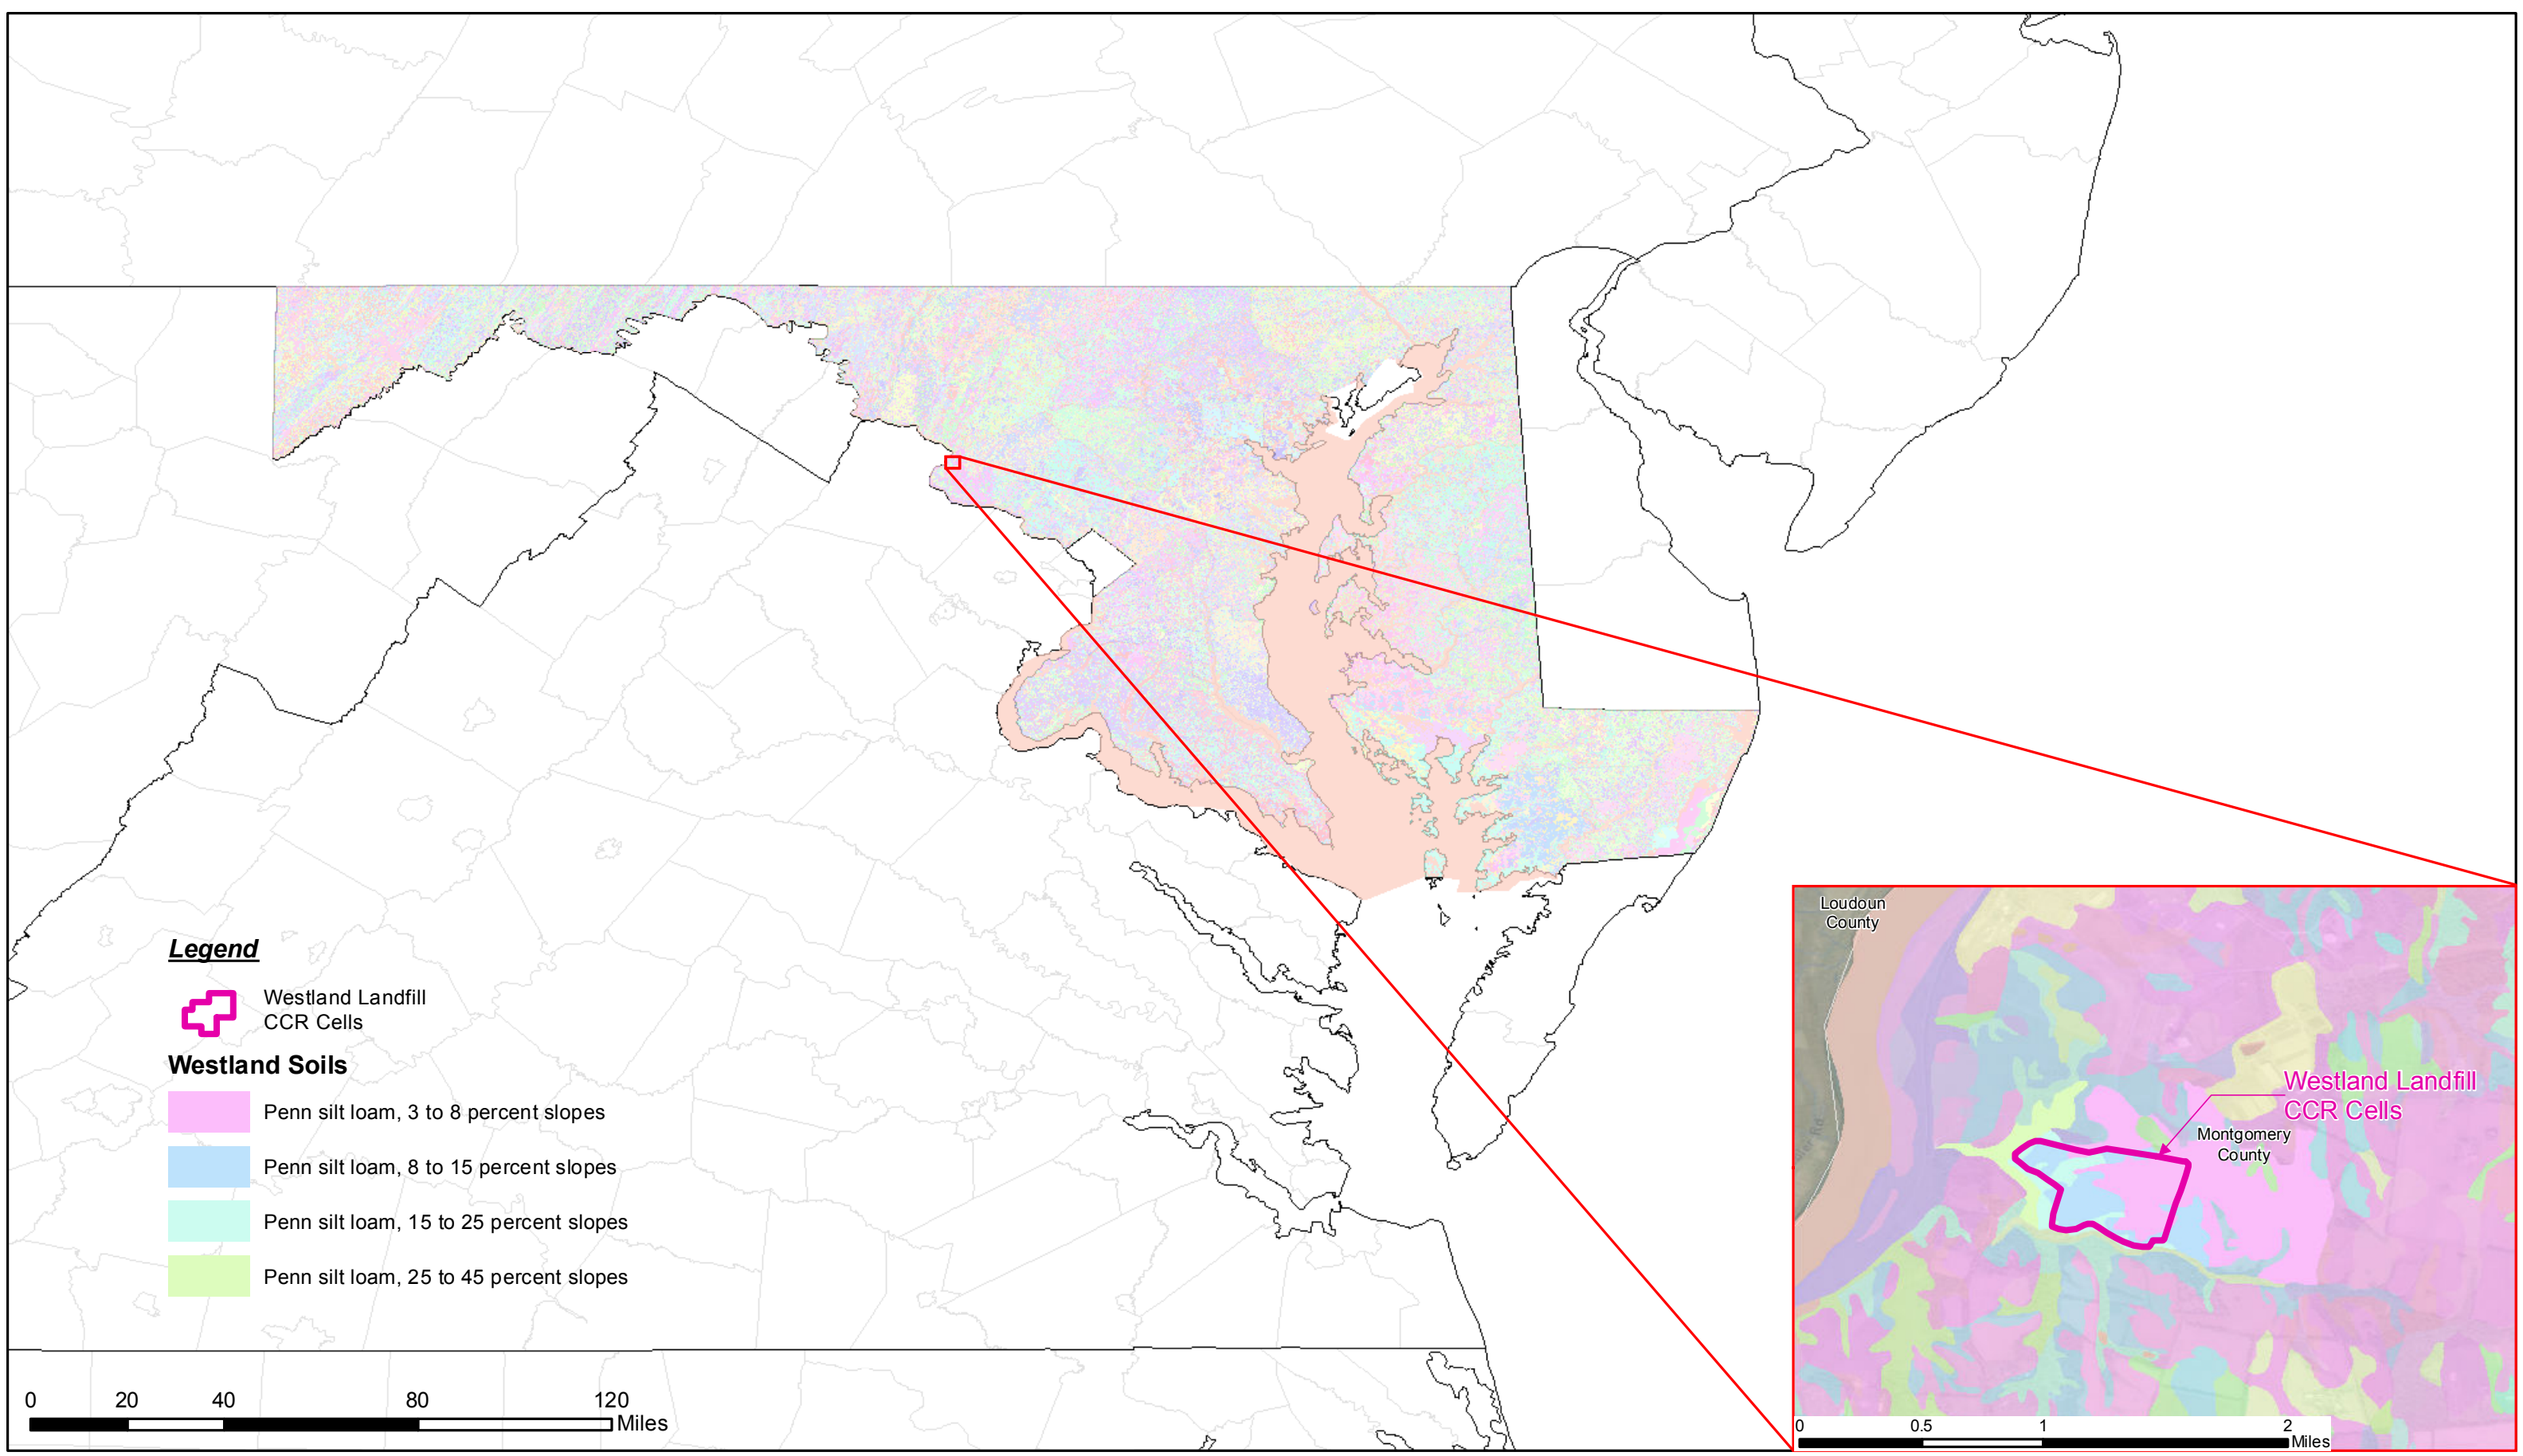 Legend
Westland Landfill
CCR Cells
Westland Soils
Penn silt loam, 3 to 8 percent slopes
Penn silt loam, 8 to 15 percent slopes
Penn silt loam, 15 to 25 percent slopes
Penn silt loam, 25 to 45 percent slopes
0 20 40 80 120
Miles
Loudoun
County
Westland Landfill
CCR Cells
Montgomery
County
Rd
0 0.5 1 2
Miles